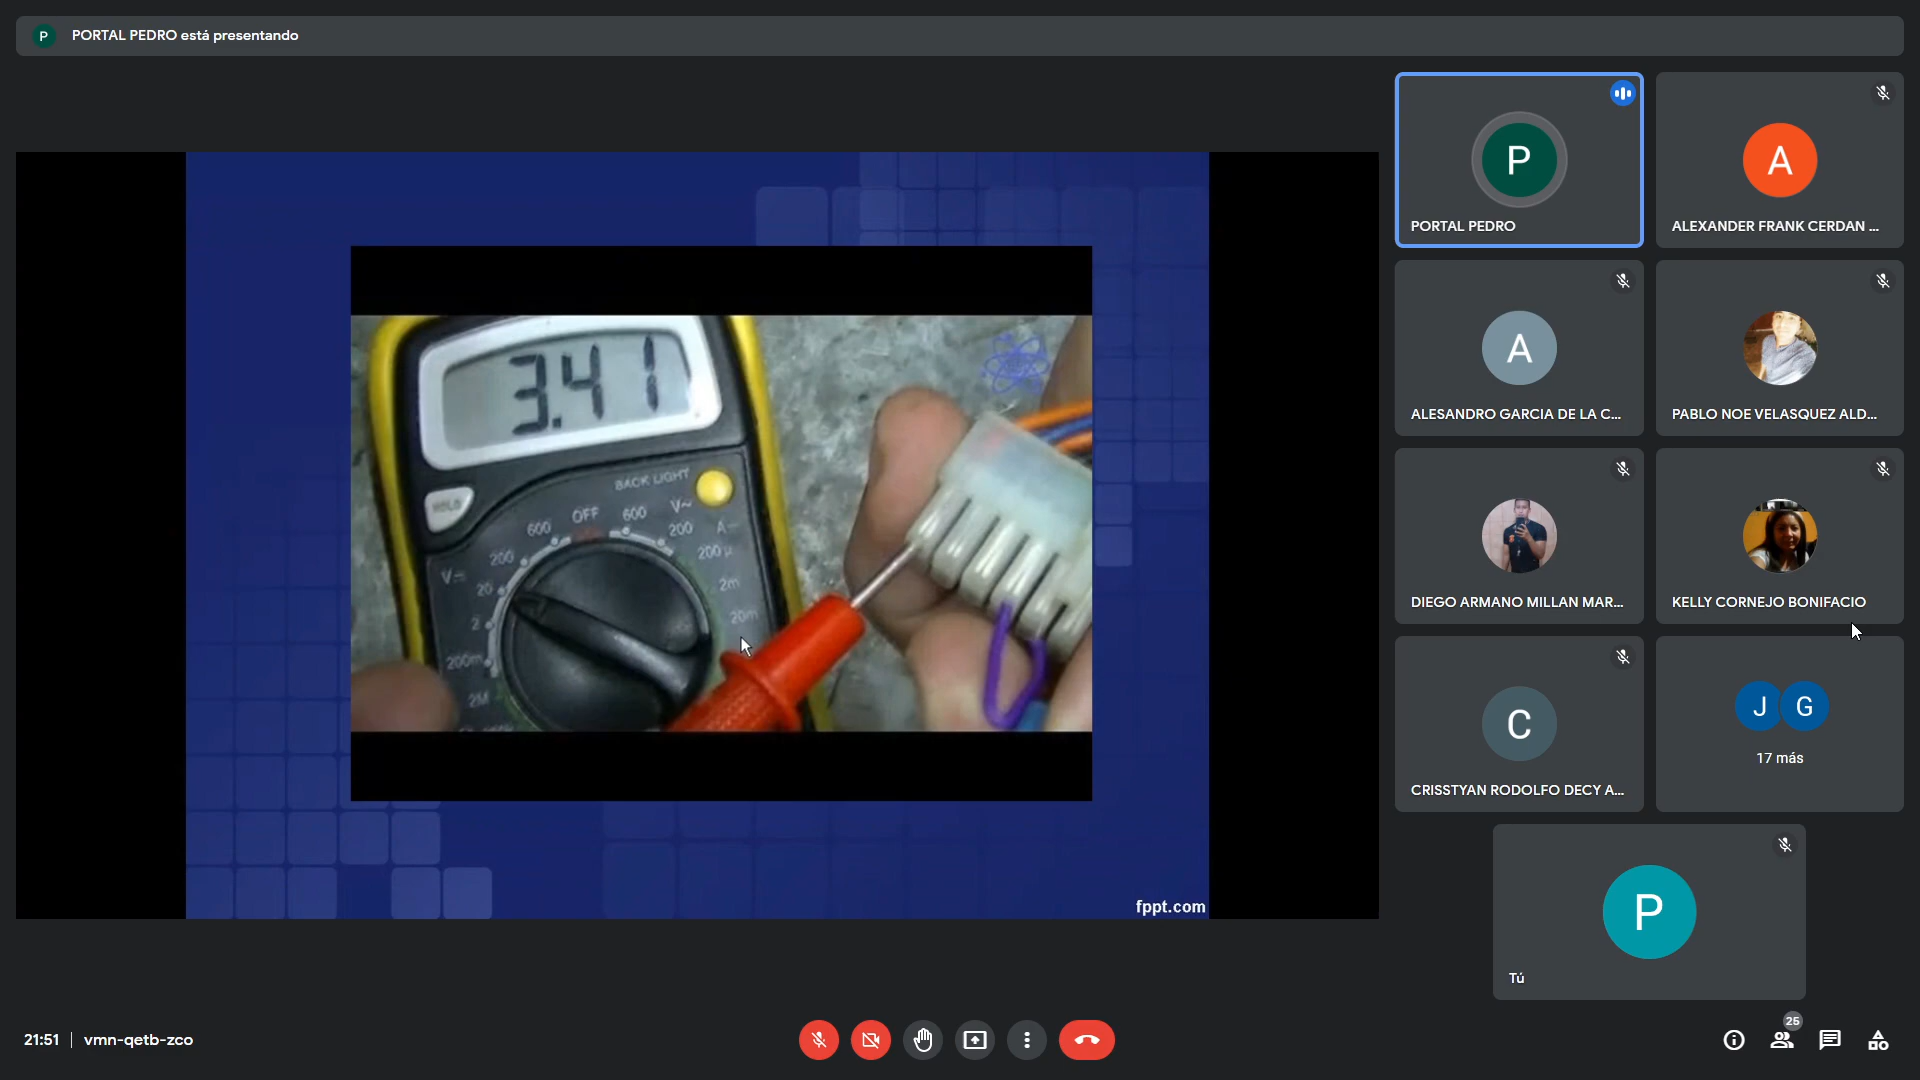 P PORTAL PEDRO está presentando
3.41
HOLD
BACK LIGHT
OFF
600
600
V~
200
200
A
V
200µ
20
2m
2
20m
200m
2M
fppt.com
P
PORTAL PEDRO
A
ALEXANDER FRANK CERDAN ...
A
ALESANDRO GARCIA DE LA C...
PABLO NOE VELASQUEZ ALD...
DIEGO ARMANO MILLAN MAR...
KELLY CORNEJO BONIFACIO
C
CRISSTYAN RODOLFO DECY A...
J G
17 más
P
Tú
21:51 | vmn-qetb-zco
25